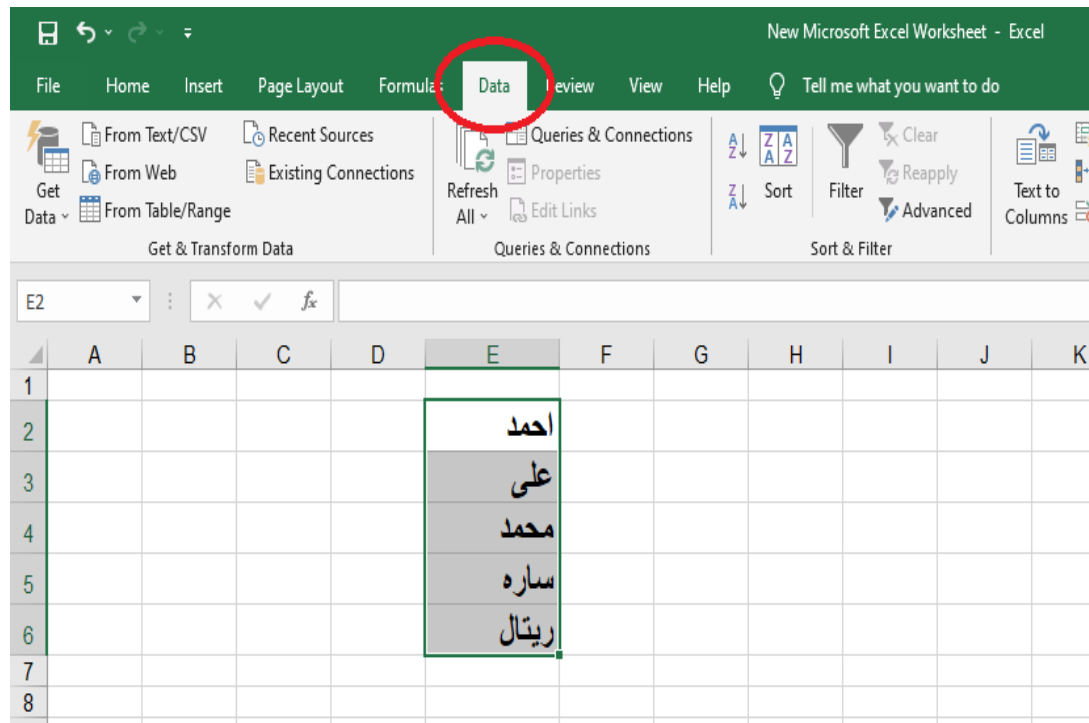 New Microsoft Excel Worksheet - Excel
File Home Insert Page Layout Formulas Data Review View Help Tell me what you want to do
Get Data
From Text/CSV
From Web
From Table/Range
Recent Sources
Existing Connections
Get & Transform Data
Refresh All
Queries & Connections
Properties
Edit Links
Queries & Connections
A Z
Z A
Z A A Z
Sort
Filter
Clear
Reapply
Advanced
Sort & Filter
Text to Columns
E2 fx
A B C D E F G H I J K
1
2 احمد
3 على
4 محمد
5 ساره
6 ريتال
7
8